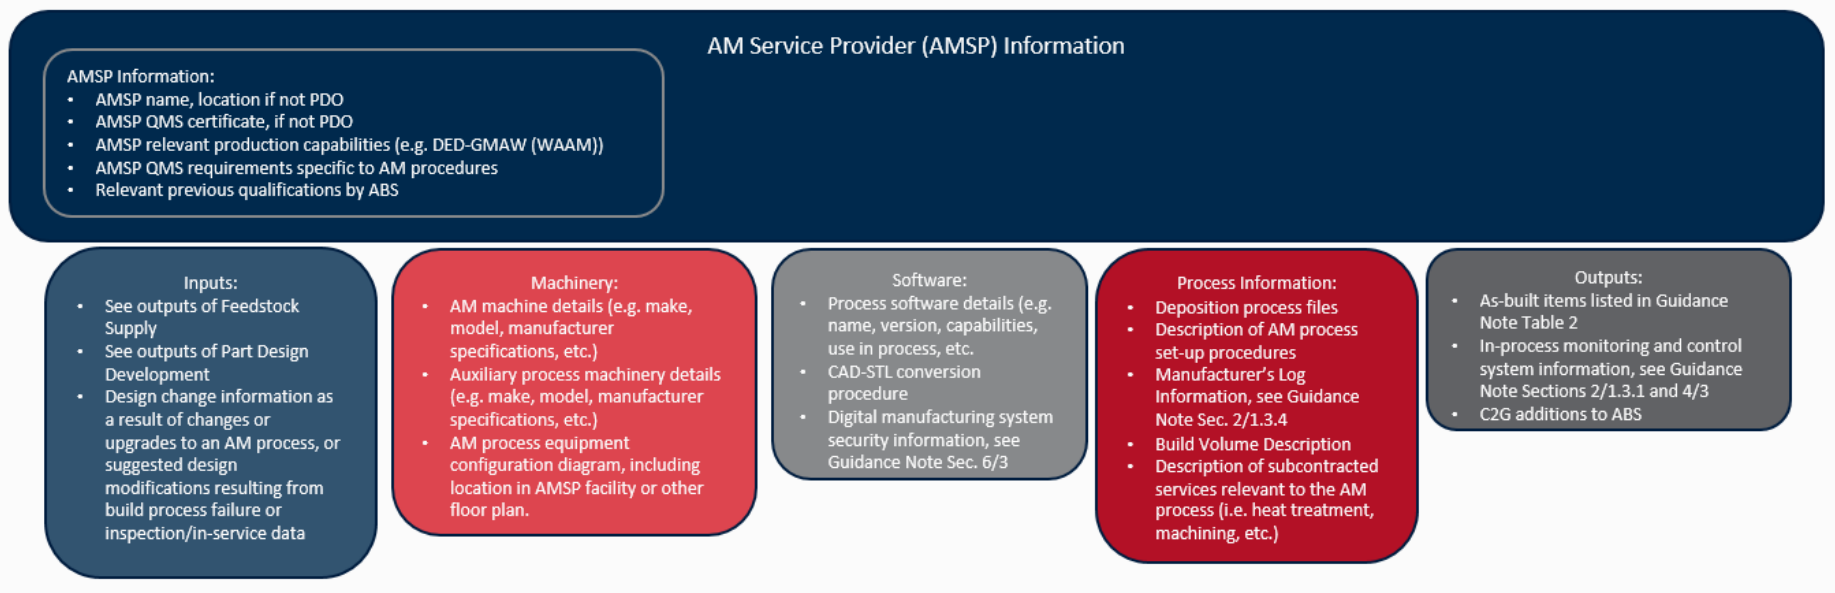 AM Service Provider (AMSP) Information
AMSP Information:
• AMSP name, location if not PDO
• AMSP QMS certificate, if not PDO
• AMSP relevant production capabilities (e.g. DED-GMAW (WAAM))
• AMSP QMS requirements specific to AM procedures
• Relevant previous qualifications by ABS
Inputs:
• See outputs of Feedstock
Supply
• See outputs of Part Design
Development
• Design change information as
a result of changes or
upgrades to an AM process, or
suggested design
modifications resulting from
build process failure or
inspection/in-service data
Machinery:
• AM machine details (e.g. make,
model, manufacturer
specifications, etc.)
• Auxiliary process machinery details
(e.g. make, model, manufacturer
specifications, etc.)
• AM process equipment
configuration diagram, including
location in AMSP facility or other
floor plan.
Software:
• Process software details (e.g.
name, version, capabilities,
use in process, etc.
• CAD-STL conversion
procedure
• Digital manufacturing system
security information, see
Guidance Note Sec. 6/3
Process Information:
• Deposition process files
• Description of AM process
set-up procedures
• Manufacturer's Log
Information, see Guidance
Note Sec. 2/1.3.4
• Build Volume Description
• Description of subcontracted
services relevant to the AM
process (i.e. heat treatment,
machining, etc.)
Outputs:
• As-built items listed in Guidance
Note Table 2
• In-process monitoring and control
system information, see Guidance
Note Sections 2/1.3.1 and 4/3
• C2G additions to ABS